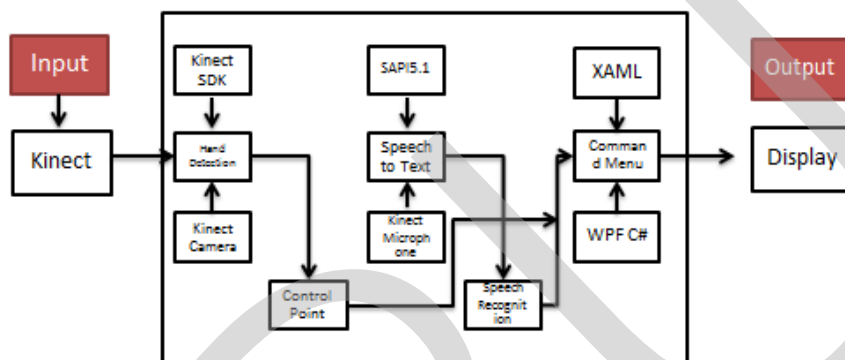 Input
Kinect
Kinect
SDK
Hand
Detection
Kinect
Camera
Control
Point
SAPI5.1
Speech
to Text
Kinect
Microph
one
Speech
Recognit
ion
XAML
Comman
d Menu
WPF C#
Output
Display